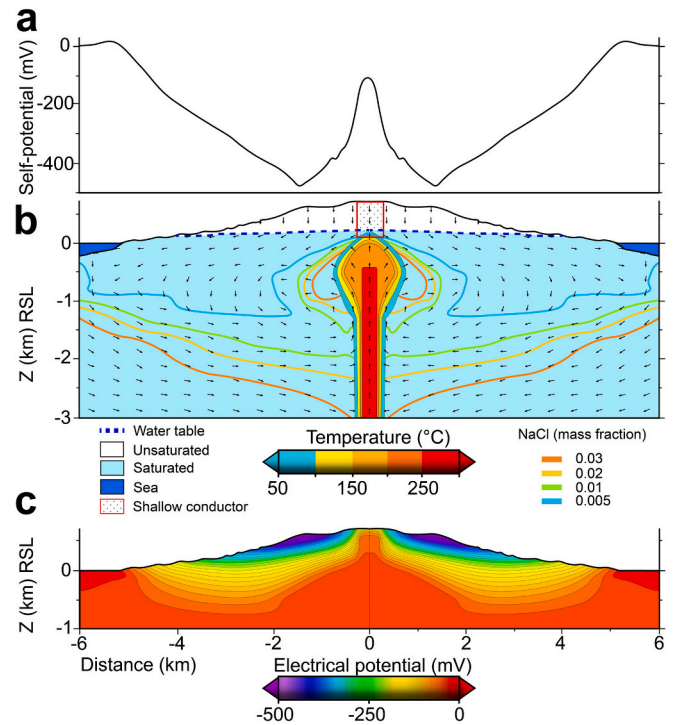 a
Self-potential (mV)
0
-200
-400
b
Z (km) RSL
0
-1
-2
-3
Water table
Unsaturated
Saturated
Sea
Shallow conductor
Temperature (°C)
50 150 250
NaCl (mass fraction)
0.03
0.02
0.01
0.005
c
Z (km) RSL
0
-1
-6 -4 -2 0 2 4 6
Distance (km)
Electrical potential (mV)
-500 -250 0